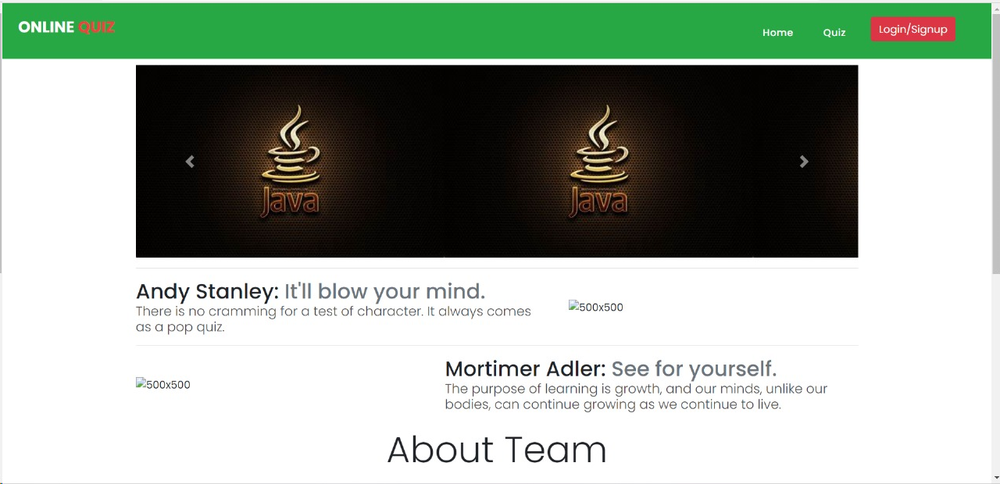 ONLINE QUIZ
Home
Quiz
Login/Signup
Java
Java
Andy Stanley: It'll blow your mind.
There is no cramming for a test of character. It always comes
as a pop quiz.
500x500
500x500
Mortimer Adler: See for yourself.
The purpose of learning is growth, and our minds, unlike our
bodies, can continue growing as we continue to live.
About Team